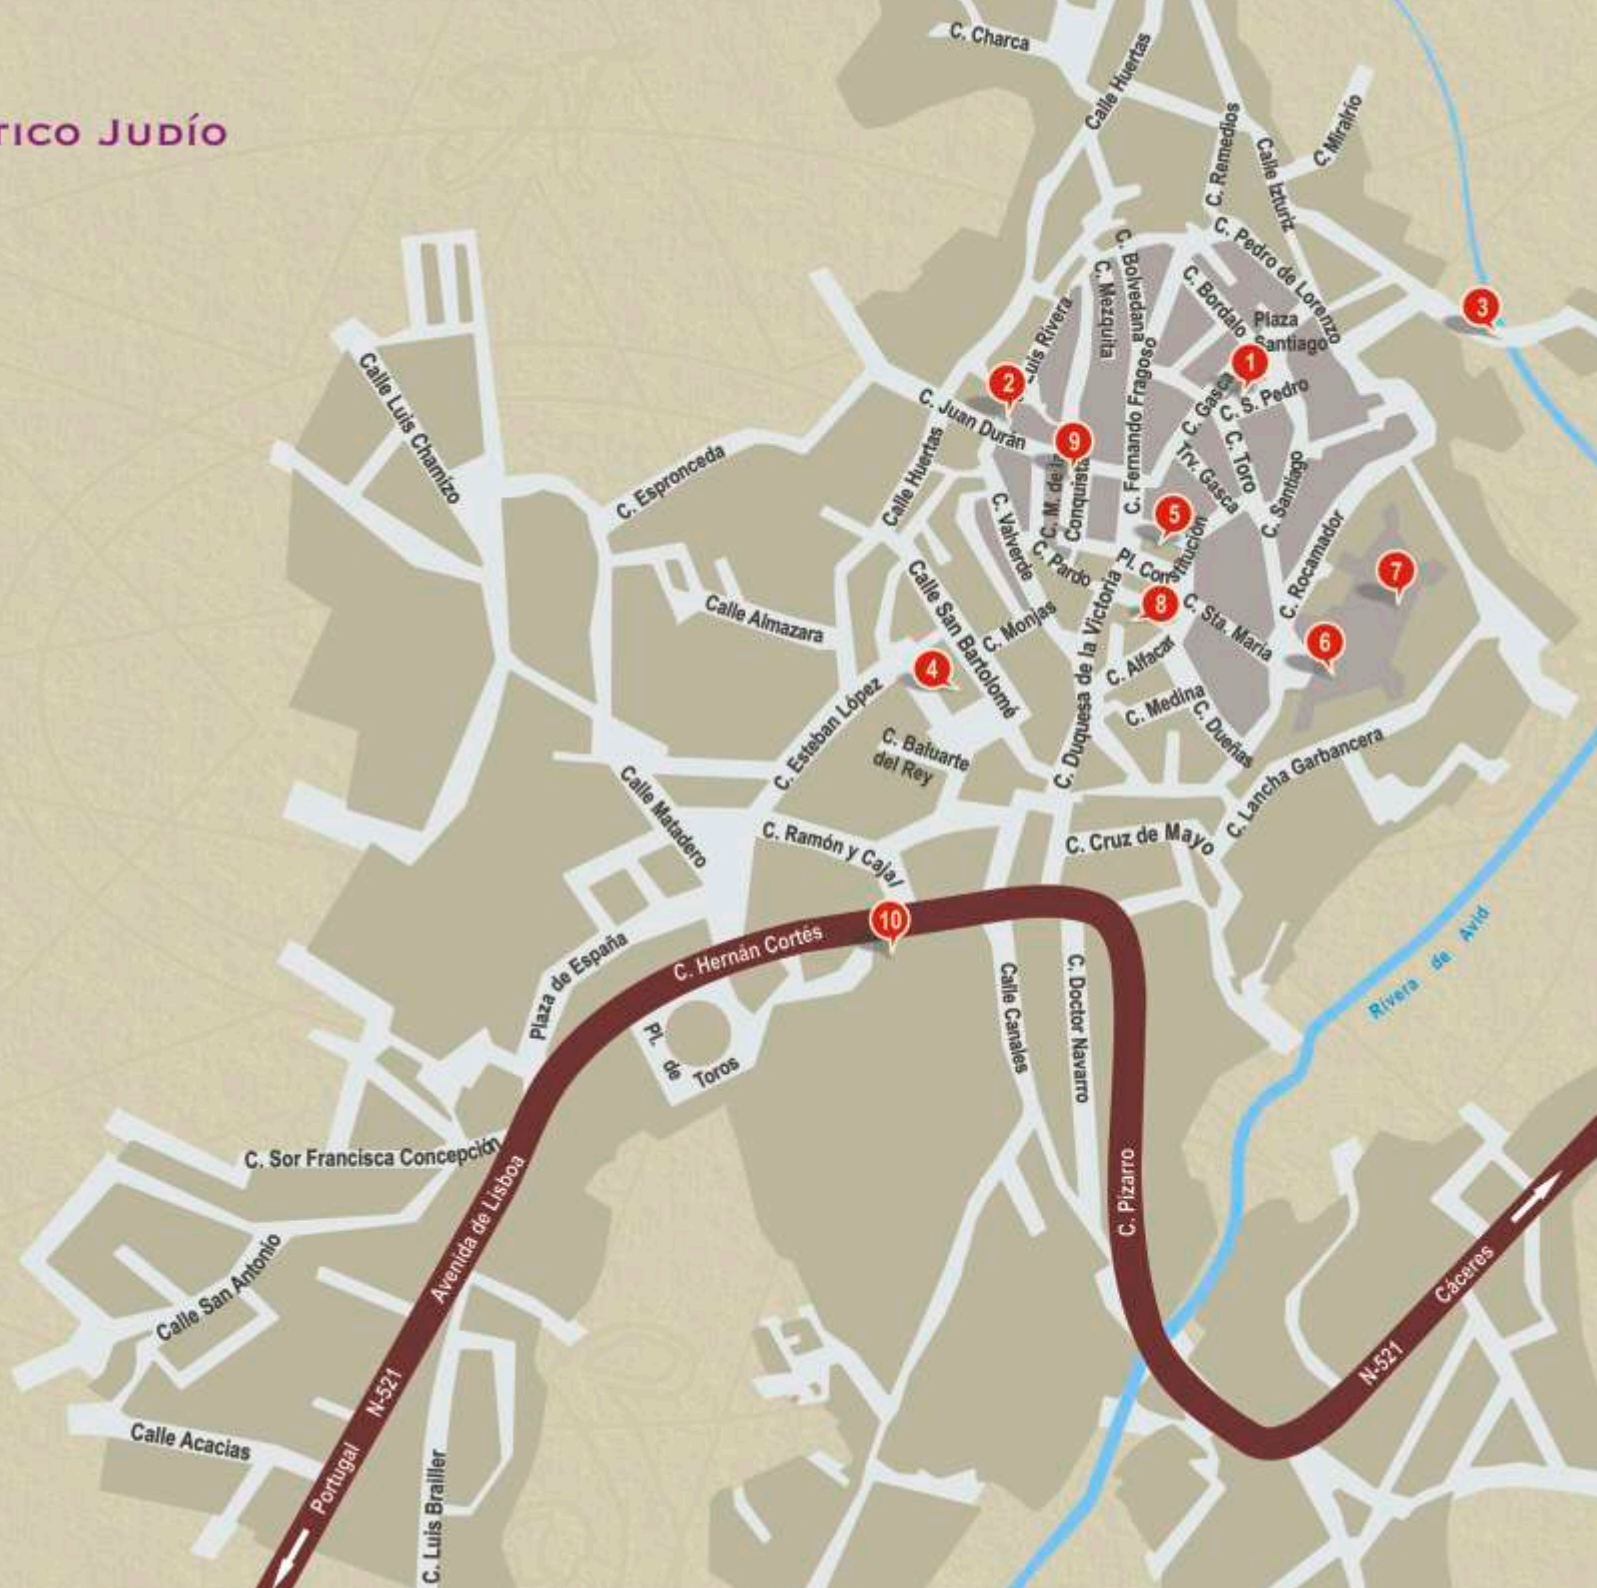 TICO JUDÍO
C. Charca
Calle Huertas
C. Remedios
Calle Izturiz
C. Miralrío
C. Pedro de Lorenzo
C. Bolvedana
C. Mezquita
C. Bordalo
Plaza
Santiago
3
1
2
Luis Rivera
C. Fernando Fragoso
C. Gasca
C. S. Pedro
Calle Luis Chamizo
C. Juan Durán
9
Calle Huertas
C. Toro
Trv. Gasca
C. Espronceda
C. M. de la
Conquista
C. Santiago
C. Valverde
5
C. Rocamador
C. Pardo
Pl. Constitución
7
Calle Almazara
Calle San Bartolomé
C. Monjas
8
C. Sta. María
6
4
C. Duquesa de la Victoria
C. Alfacar
C. Medina
C. Dueñas
C. Esteban López
C. Baluarte
del Rey
C. Lancha Garbancera
Calle Matadero
C. Ramón y Cajal
C. Cruz de Mayo
10
C. Hernán Cortés
Plaza de España
Rivera de Avid
Calle Canales
C. Doctor Navarro
Pl. de Toros
C. Sor Francisca Concepción
Avenida de Lisboa
C. Pizarro
Calle San Antonio
Cáceres
N-521
N-521
Calle Acacias
Portugal
C. Luis Brailler